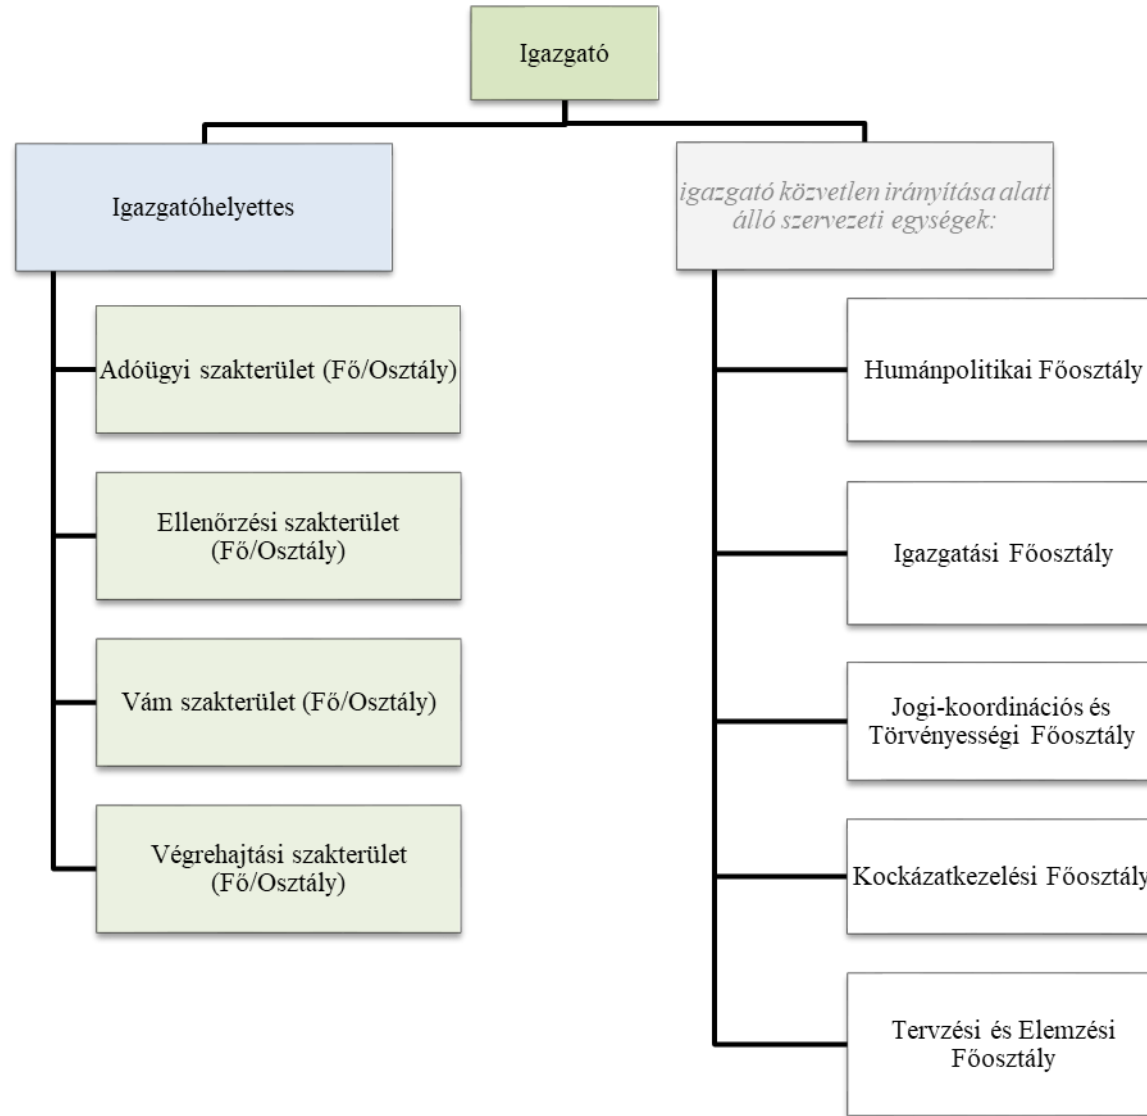 Igazgató
Igazgatóhelyettes
igazgató közvetlen irányítása alatt
álló szervezeti egységek:
Adóügyi szakterület (Fő/Osztály)
Ellenőrzési szakterület
(Fő/Osztály)
Vám szakterület (Fő/Osztály)
Végrehajtási szakterület
(Fő/Osztály)
Humánpolitikai Főosztály
Igazgatási Főosztály
Jogi-koordinációs és
Törvényességi Főosztály
Kockázatkezelési Főosztály
Tervzési és Elemzési
Főosztály